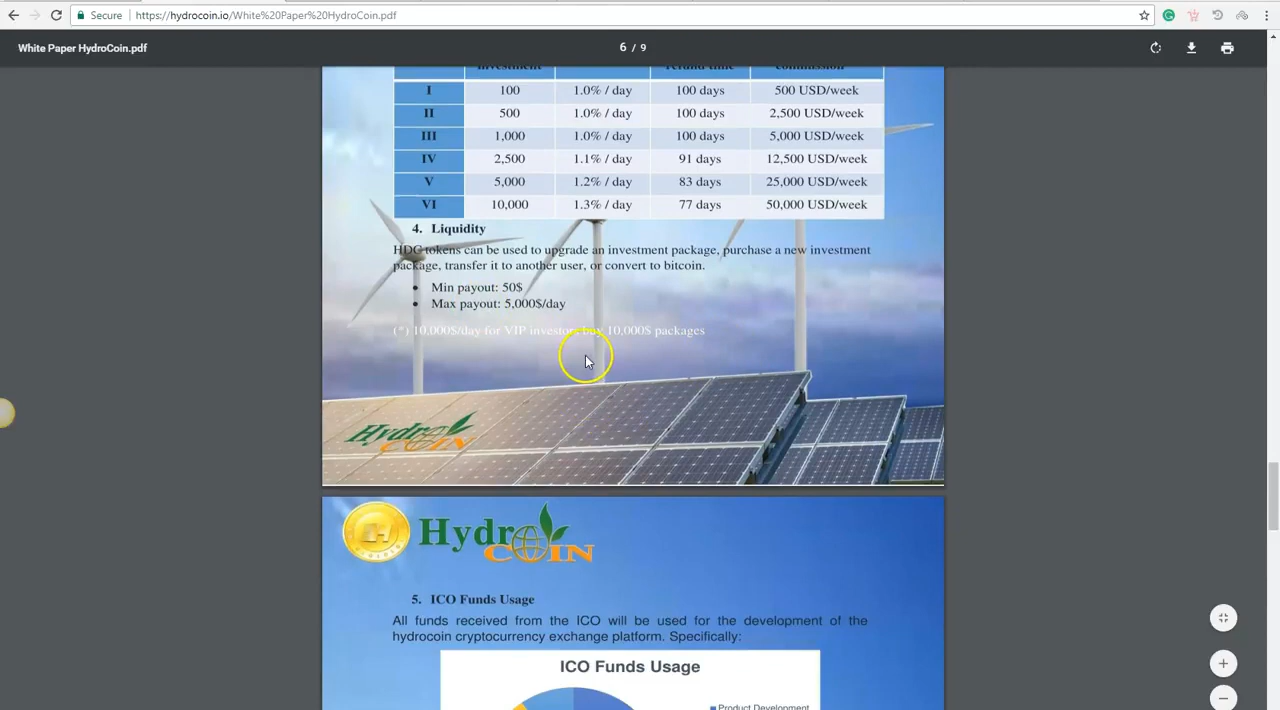 Secure https://hydrocoin.io/White%20Paper%20HydroCoin.pdf
White Paper HydroCoin.pdf 6 / 9
investment refund time commission
I 100 1.0% / day 100 days 500 USD/week
II 500 1.0% / day 100 days 2,500 USD/week
III 1,000 1.0% / day 100 days 5,000 USD/week
IV 2,500 1.1% / day 91 days 12,500 USD/week
V 5,000 1.2% / day 83 days 25,000 USD/week
VI 10,000 1.3% / day 77 days 50,000 USD/week
4. Liquidity
HDC tokens can be used to upgrade an investment package, purchase a new investment
package, transfer it to another user, or convert to bitcoin.
• Min payout: 50$
• Max payout: 5,000$/day
(*) 10,000$/day for VIP investors buy 10,000$ packages
Hydro
COIN
Hydro
COIN
5. ICO Funds Usage
All funds received from the ICO will be used for the development of the
hydrocoin cryptocurrency exchange platform. Specifically:
ICO Funds Usage
Product Development